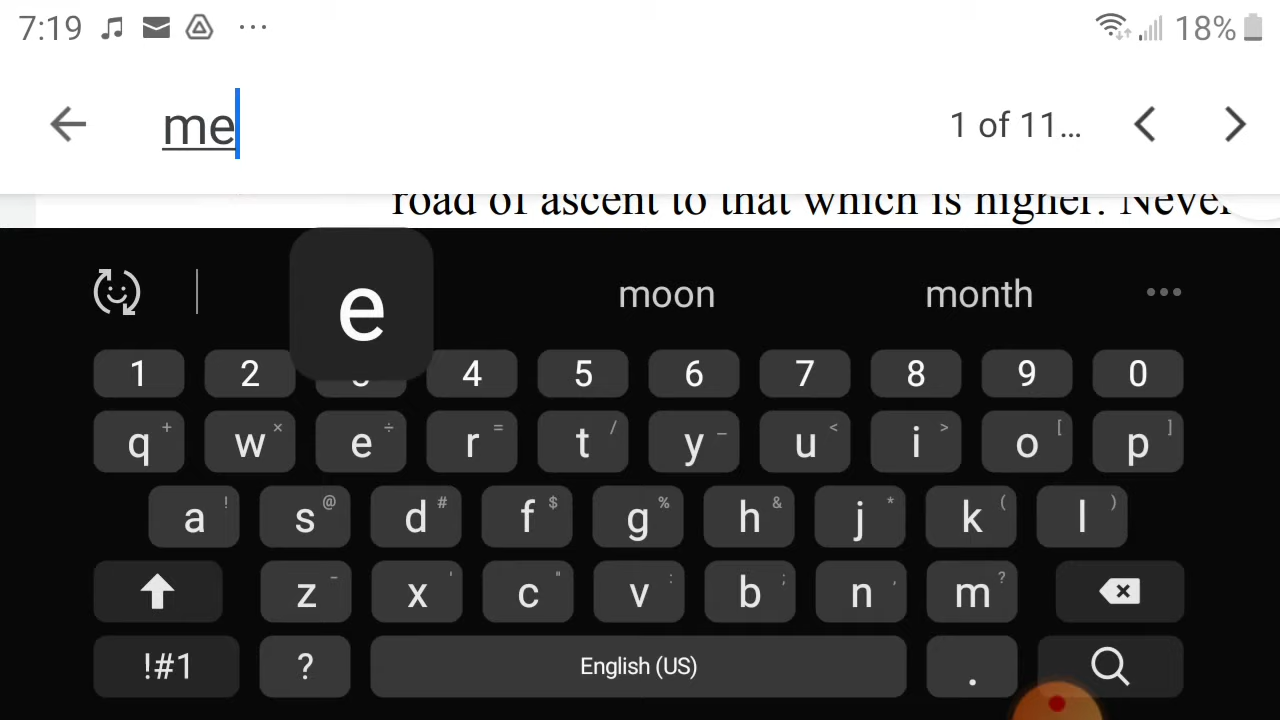 7:19 ... 18%
me 1 of 11...
road of ascent to that which is higher. Never
e moon month ...
1 2 4 5 6 7 8 9 0
q + w × e ÷ r = t / y _ u < i > o [ p ]
a ! s @ d # f $ g % h & j * k ( l )
z - x ' c " v : b ; n , m ?
!#1 ? English (US) .